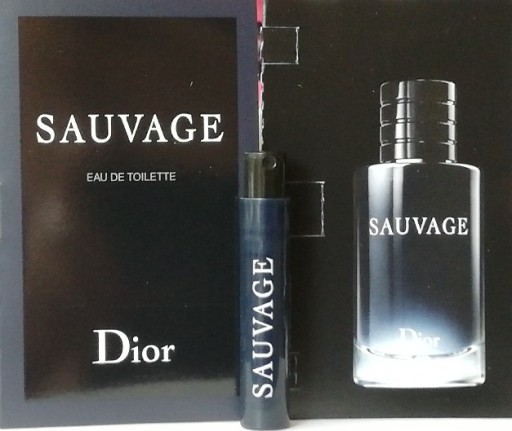 SAUVAGE
EAU DE TOILETTE
Dior
SAUVAGE
SAUVAGE
Dior